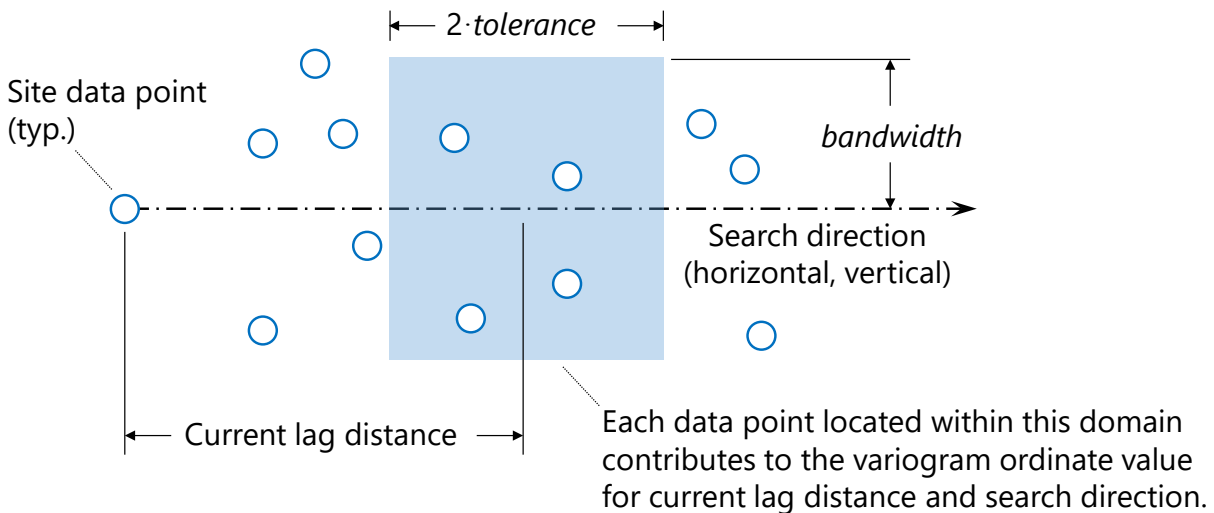 2·tolerance
Site data point
(typ.)
bandwidth
Search direction
(horizontal, vertical)
Current lag distance
Each data point located within this domain
contributes to the variogram ordinate value
for current lag distance and search direction.